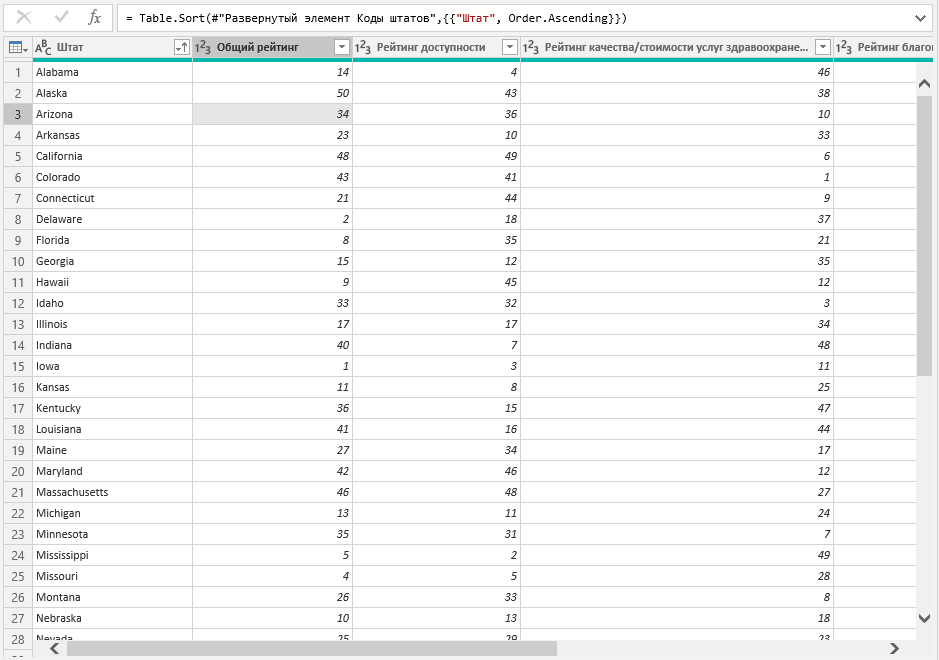 fx = Table.Sort(#"Развернутый элемент Коды штатов",{{"Штат", Order.Ascending}})
ABC Штат 123 Общий рейтинг 123 Рейтинг доступности 123 Рейтинг качества/стоимости услуг здравоохране... 123 Рейтинг благо
1 Alabama 14 4 46
2 Alaska 50 43 38
3 Arizona 34 36 10
4 Arkansas 23 10 33
5 California 48 49 6
6 Colorado 43 41 1
7 Connecticut 21 44 9
8 Delaware 2 18 37
9 Florida 8 35 21
10 Georgia 15 12 35
11 Hawaii 9 45 12
12 Idaho 33 32 3
13 Illinois 17 17 34
14 Indiana 40 7 48
15 Iowa 1 3 11
16 Kansas 11 8 25
17 Kentucky 36 15 47
18 Louisiana 41 16 44
19 Maine 27 34 17
20 Maryland 42 46 12
21 Massachusetts 46 48 27
22 Michigan 13 11 24
23 Minnesota 35 31 7
24 Mississippi 5 2 49
25 Missouri 4 5 28
26 Montana 26 33 8
27 Nebraska 10 13 18
28 Nevada 25 29 23